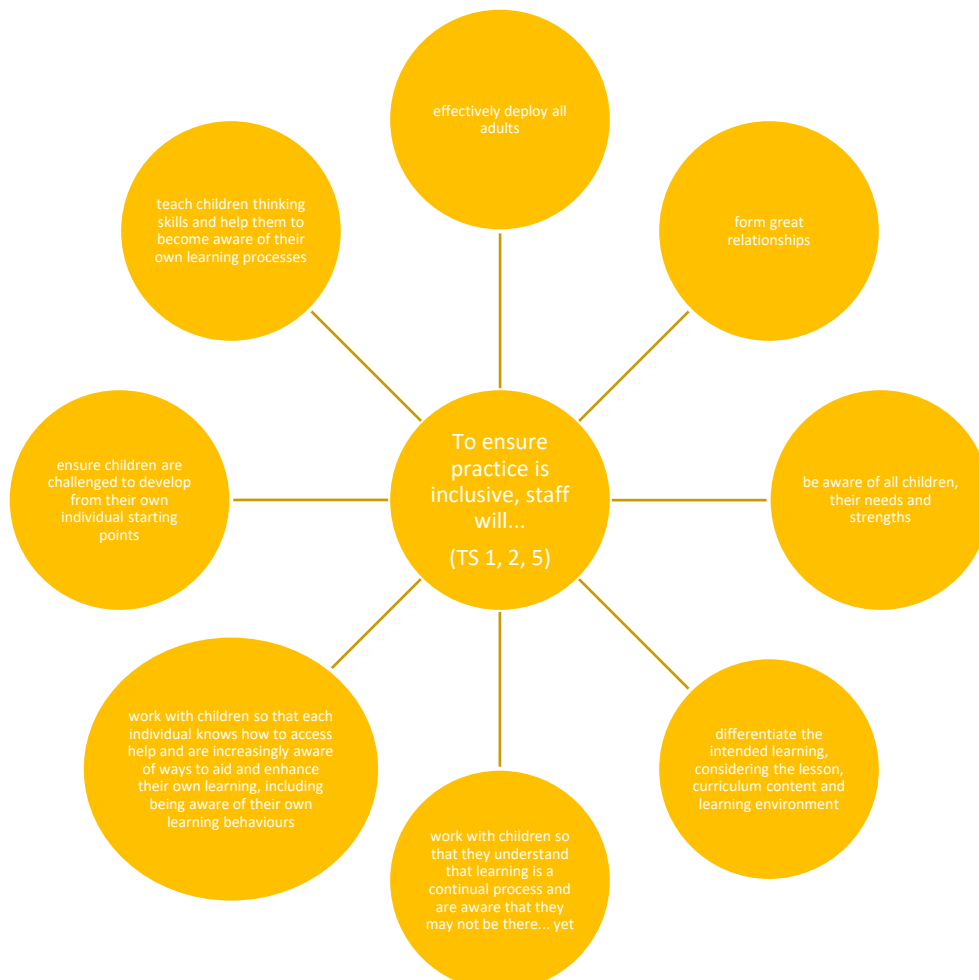 To ensure
practice is
inclusive, staff
will...
(TS 1, 2, 5)
effectively deploy all
adults
form great
relationships
be aware of all children,
their needs and
strengths
differentiate the
intended learning,
considering the lesson,
curriculum content and
learning environment
work with children so
that they understand
that learning is a
continual process and
are aware that they
may not be there... yet
work with children so that each
individual knows how to access
help and are increasingly aware
of ways to aid and enhance
their own learning, including
being aware of their own
learning behaviours
ensure children are
challenged to develop
from their own
individual starting
points
teach children thinking
skills and help them to
become aware of their
own learning processes